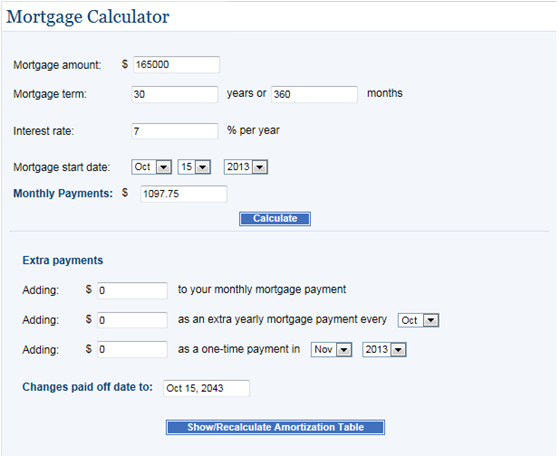 Mortgage Calculator
Mortgage amount: $ 165000
Mortgage term: 30 years or 360 months
Interest rate: 7 % per year
Mortgage start date: Oct 15 2013
Monthly Payments: $ 1097.75
Calculate
Extra payments
Adding: $ 0 to your monthly mortgage payment
Adding: $ 0 as an extra yearly mortgage payment every Oct
Adding: $ 0 as a one-time payment in Nov 2013
Changes paid off date to: Oct 15, 2043
Show/Recalculate Amortization Table